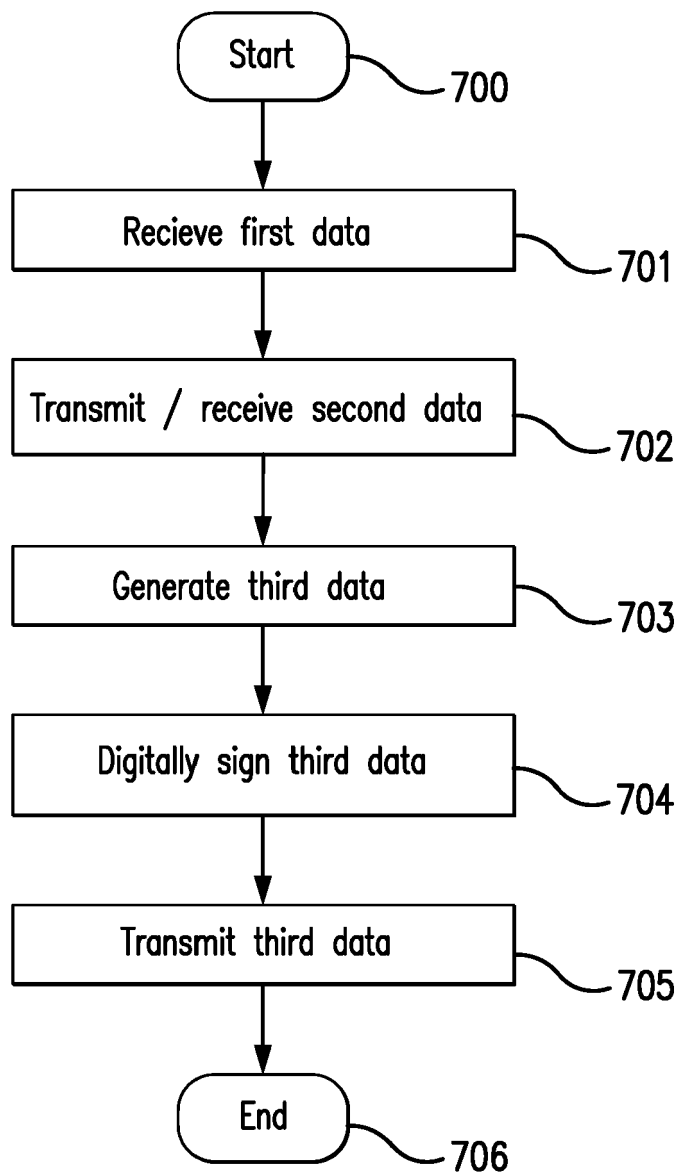 Start
700
Recieve first data
701
Transmit / receive second data
702
Generate third data
703
Digitally sign third data
704
Transmit third data
705
End
706